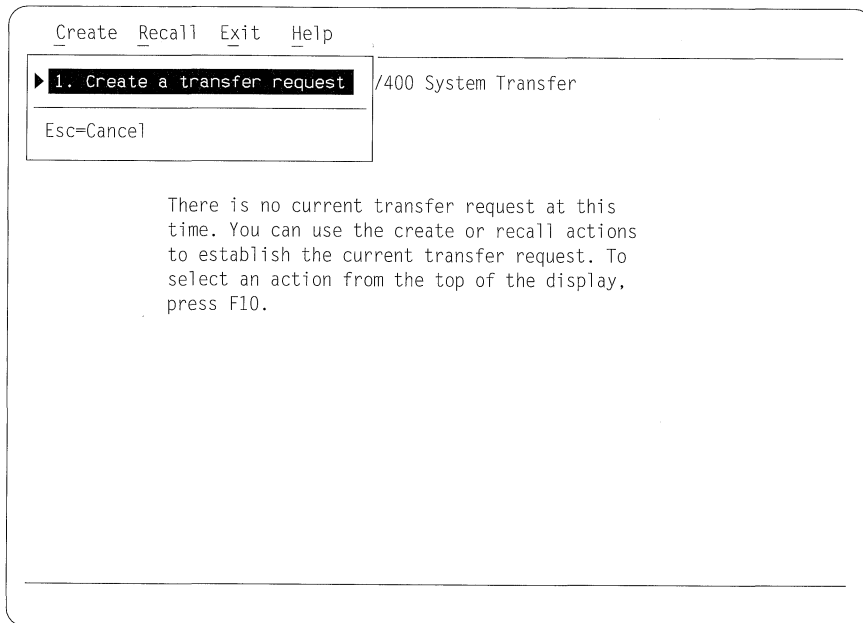 Create Recall Exit Help
1. Create a transfer request
/400 System Transfer
Esc=Cancel
There is no current transfer request at this
time. You can use the create or recall actions
to establish the current transfer request. To
select an action from the top of the display,
press F10.